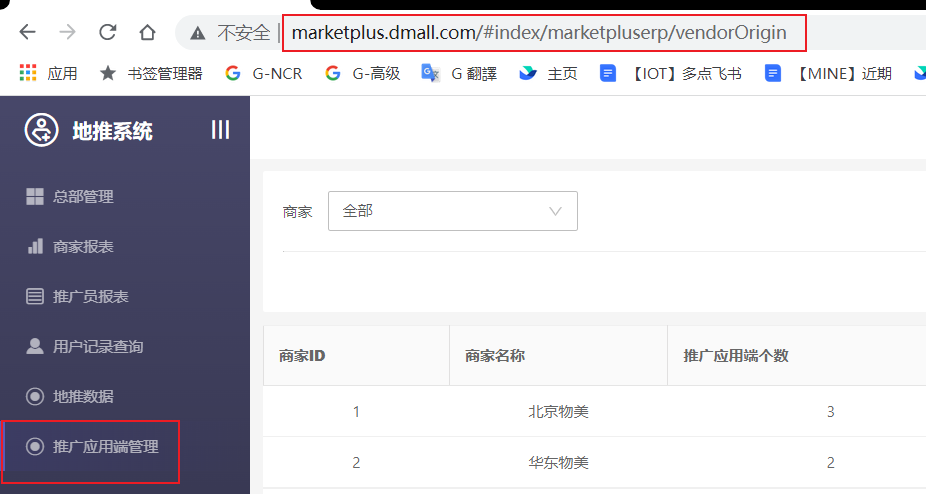 不安全 | marketplus.dmall.com/#index/marketpluserp/vendorOrigin
应用 书签管理器 G-NCR G-高级 G 翻譯 主页 【IOT】多点飞书 【MINE】近期
地推系统
总部管理
商家报表
推广员报表
用户记录查询
地推数据
推广应用端管理
商家 全部
商家ID 商家名称 推广应用端个数
1 北京物美 3
2 华东物美 2